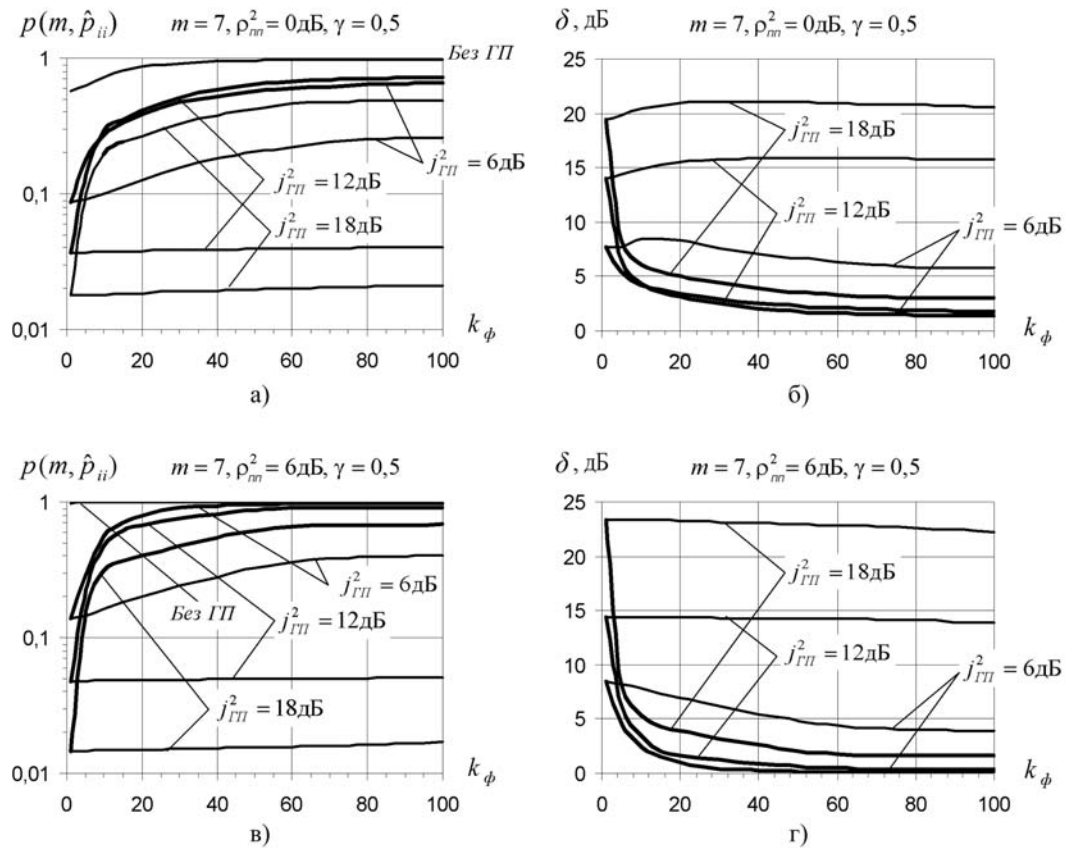 p(m, p̂ᵢᵢ) m = 7, ρ²ₙₙ = 0дБ, γ = 0,5
1
0,1
0,01
0 20 40 60 80 100
k ф
Без ГП
j²ГП = 6дБ
j²ГП = 12дБ
j²ГП = 18дБ
а)
δ, дБ m = 7, ρ²пп = 0дБ, γ = 0,5
25
20
15
10
5
0
0 20 40 60 80 100
k ф
j²ГП = 18дБ
j²ГП = 12дБ
j²ГП = 6дБ
б)
p(m, p̂ᵢᵢ) m = 7, ρ²пп = 6дБ, γ = 0,5
1
0,1
0,01
0 20 40 60 80 100
k ф
j²ГП = 6дБ
Без ГП
j²ГП = 12дБ
j²ГП = 18дБ
в)
δ, дБ m = 7, ρ²пп = 6дБ, γ = 0,5
25
20
15
10
5
0
0 20 40 60 80 100
k ф
j²ГП = 18дБ
j²ГП = 12дБ
j²ГП = 6дБ
г)